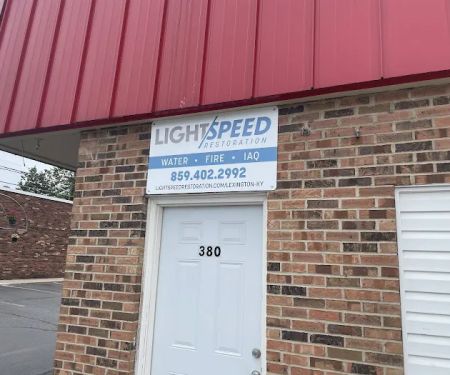 LIGHTSPEED
RESTORATION
WATER • FIRE • IAQ
859.402.2992
LIGHTSPEEDRESTORATION.COM/LEXINGTON-KY
380